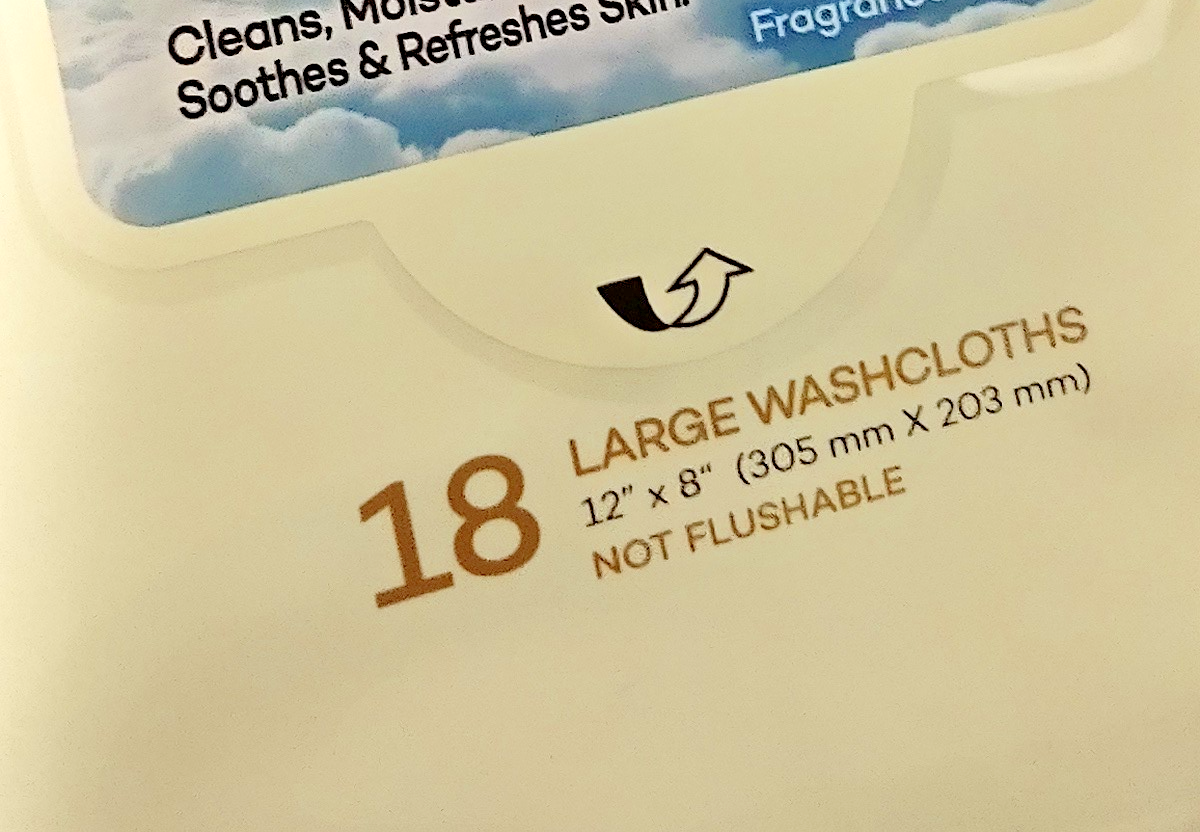 Cleans,
Soothes & Refreshes Skin.
18
LARGE WASHCLOTHS
12" x 8" (305 mm X 203 mm)
NOT FLUSHABLE